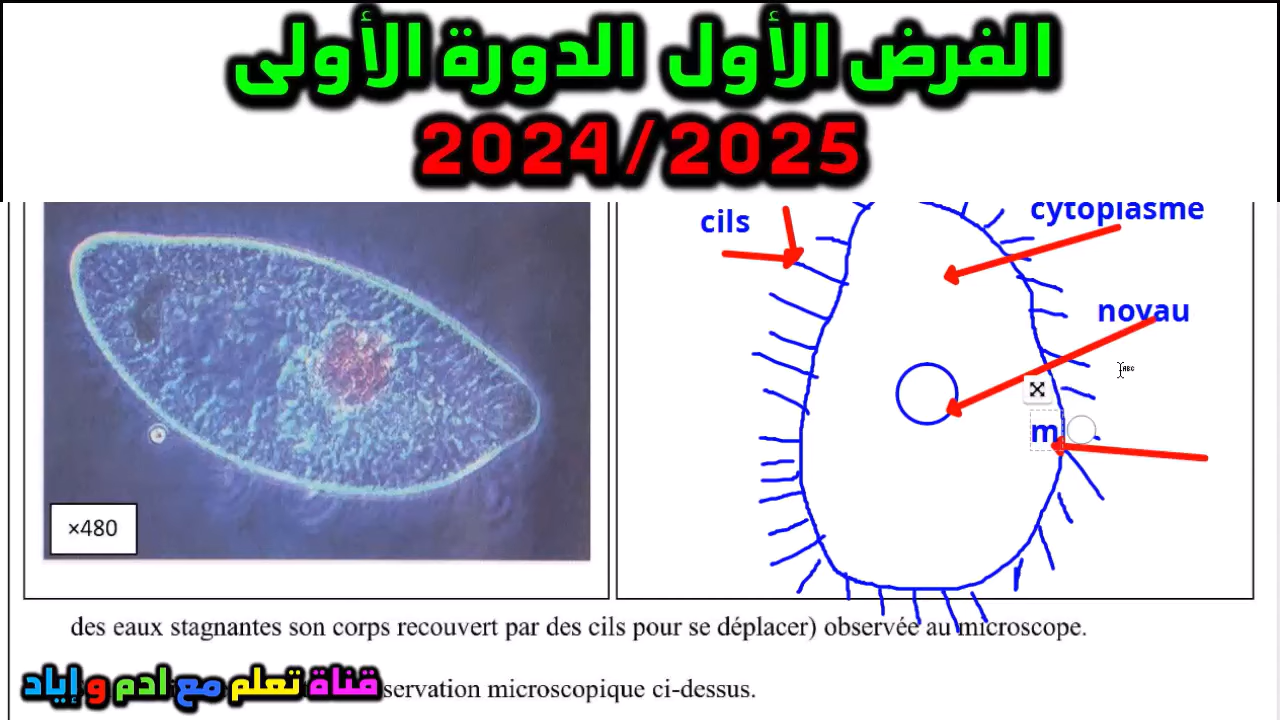 الفرض الأول الدورة الأولى
2024/2025
cils
cytoplasme
novau
m
×480
des eaux stagnantes son corps recouvert par des cils pour se déplacer) observée au microscope.
servation microscopique ci-dessus.
قناة تعلم مع ادم و إياد